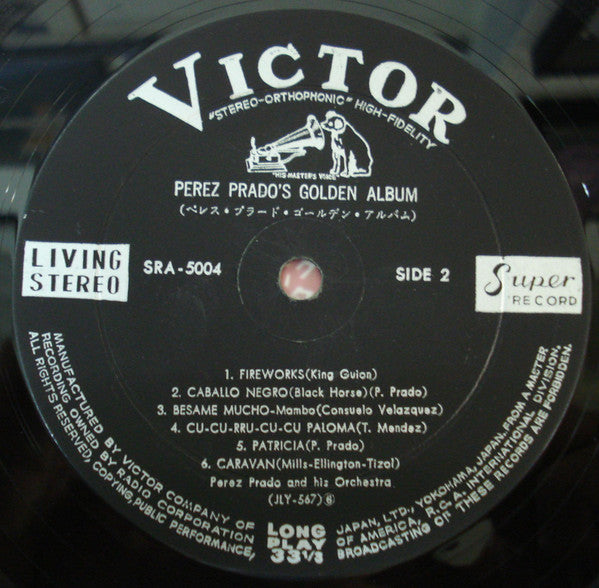 VICTOR
"STEREO-ORTHOPHONIC" HIGH-FIDELITY
"HIS MASTER'S VOICE"
PEREZ PRADO'S GOLDEN ALBUM
(ペレス・プラード・ゴールデン・アルバム)
LIVING
STEREO
SRA-5004
SIDE 2
Super
RECORD
1. FIREWORKS(King Guion)
2. CABALLO NEGRO(Black Horse)(P. Prado)
3. BESAME MUCHO-Mambo(Consuelo Velazquez)
4. CU-CU-RRU-CU-CU PALOMA(T. Mendez)
5. PATRICIA(P. Prado)
6. CARAVAN(Mills-Ellington-Tizol)
Perez Prado and his Orchestra
(JLY-567)⑥
LONG
PLAY
33⅓
MANUFACTURED BY VICTOR COMPANY OF JAPAN, LTD., YOKOHAMA, JAPAN, FROM A MACTER
RECORDING OWNED BY RADIO CORPORATION OF AMERICA, R.C.A. INTERNATIONAL DIVISION.
ALL RIGHTS RESERVED, COPYING, PUBLIC PERFORMANCE, BROADCASTING OF THESE RECORDS ARE FORBIDDEN.